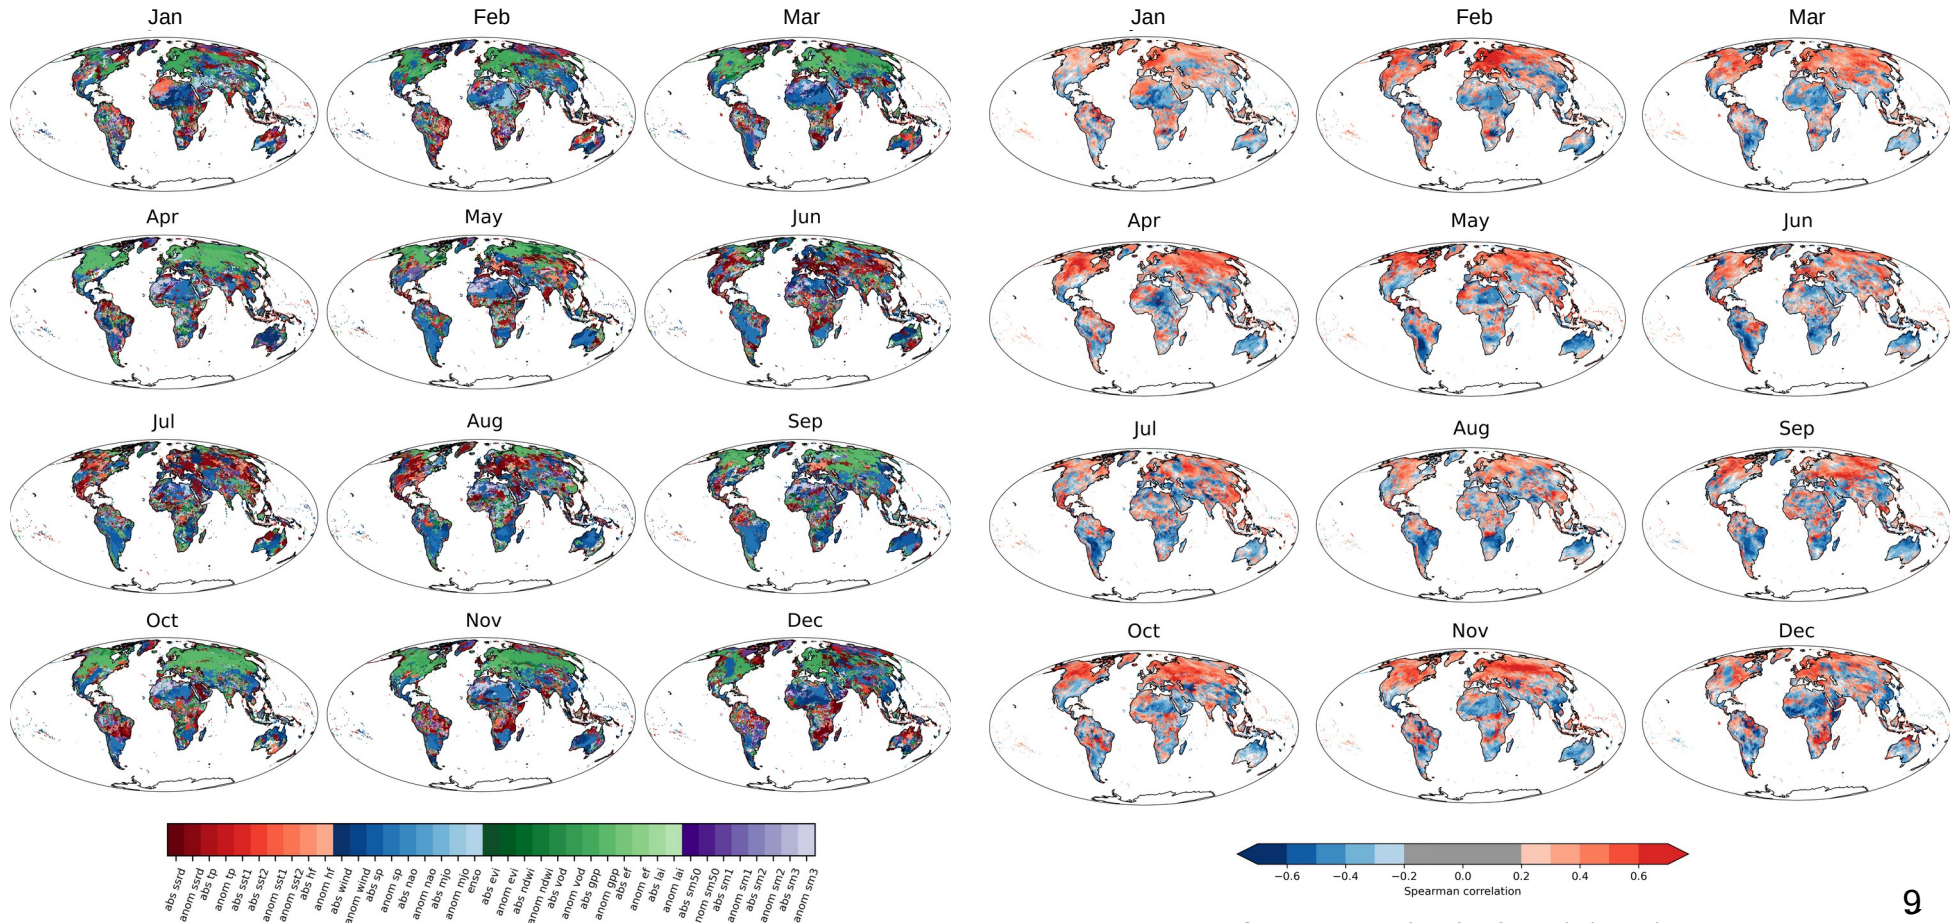 Jan Feb Mar
Apr May Jun
Jul Aug Sep
Oct Nov Dec
abs ssrd
anom ssrd
abs tp
anom tp
abs sst1
abs sst2
anom sst1
anom sst2
abs hf
anom hf
abs wind
anom wind
abs sp
anom sp
abs nao
anom nao
abs mjo
anom mjo
enso
abs evi
anom evi
abs ndwi
anom ndwi
abs vod
anom vod
abs gpp
anom gpp
abs ef
anom ef
abs lai
anom lai
abs sm50
anom sm50
abs sm1
anom sm1
abs sm2
anom sm2
abs sm3
anom sm3
Jan Feb Mar
Apr May Jun
Jul Aug Sep
Oct Nov Dec
−0.6 −0.4 −0.2 0.0 0.2 0.4 0.6
Spearman correlation
9